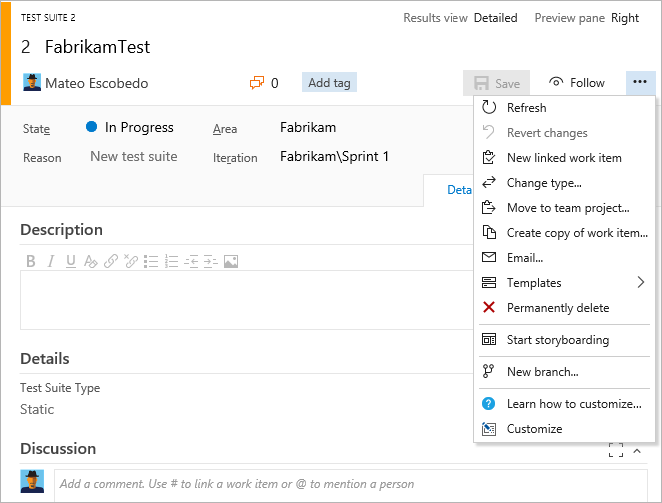 TEST SUITE 2
Results view Detailed Preview pane Right
2 FabrikamTest
Mateo Escobedo 0 Add tag Save Follow ...
State In Progress Area Fabrikam
Reason New test suite Iteration Fabrikam\Sprint 1
Deta
Refresh
Revert changes
New linked work item
Change type...
Move to team project...
Create copy of work item...
Email...
Templates
Permanently delete
Start storyboarding
New branch...
Learn how to customize...
Customize
Description
B I U
Details
Test Suite Type
Static
Discussion
Add a comment. Use # to link a work item or @ to mention a person